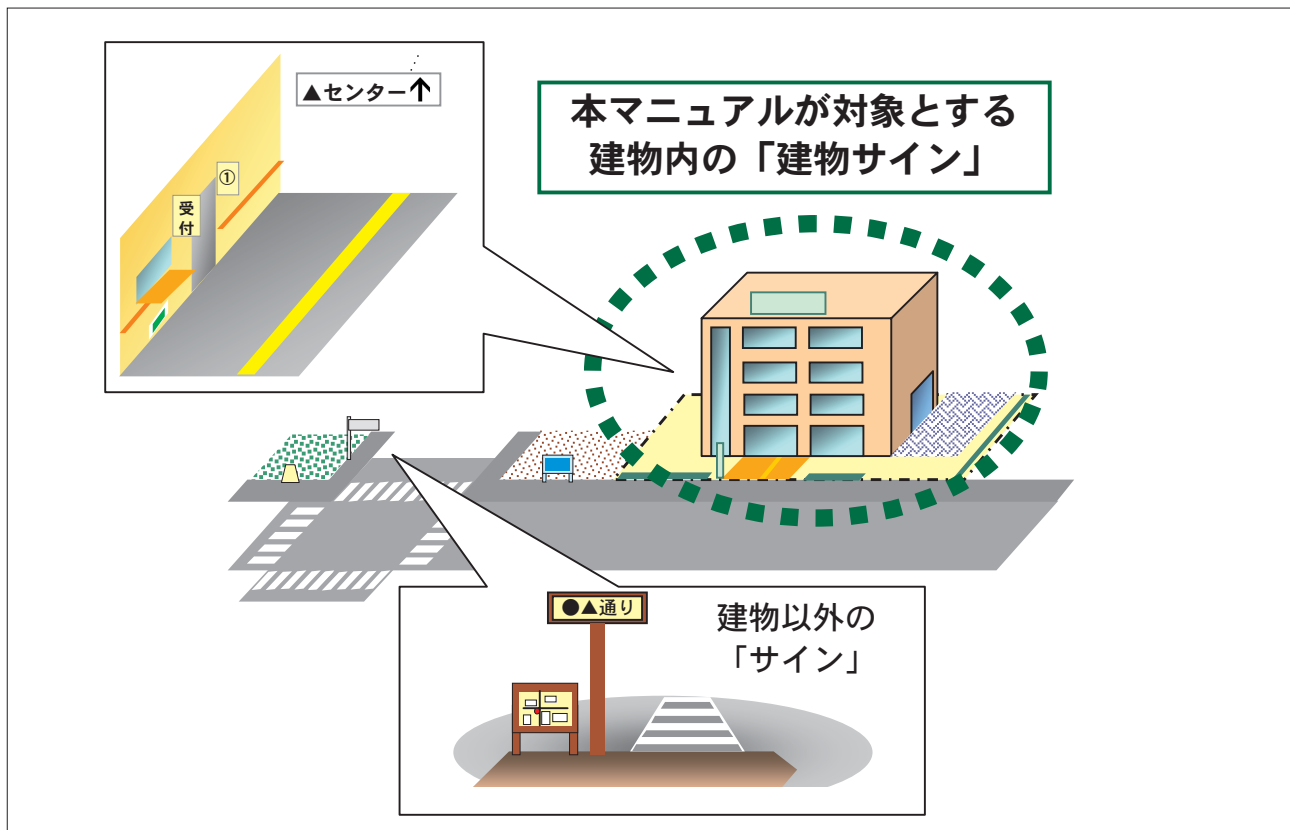 ▲センター↑
①
受付
本マニュアルが対象とする
建物内の「建物サイン」
●▲通り
建物以外の
「サイン」